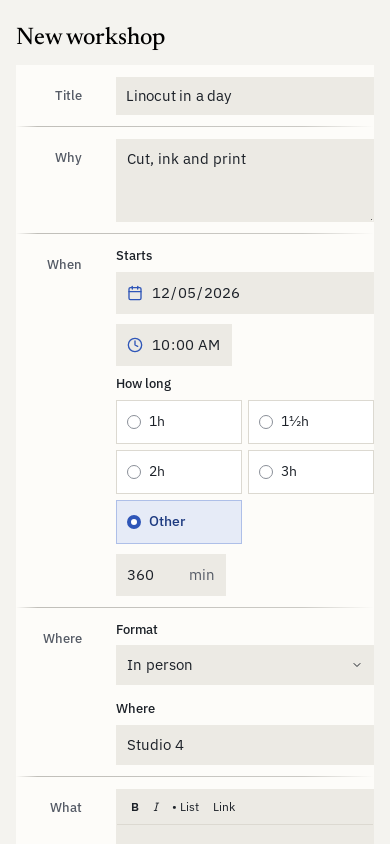 New workshop
Title
Linocut in a day
Why
Cut, ink and print
When
Starts
12/05/2026
10:00 AM
How long
1h
1½h
2h
3h
Other
360 min
Where
Format
In person
Where
Studio 4
What
B I • List Link